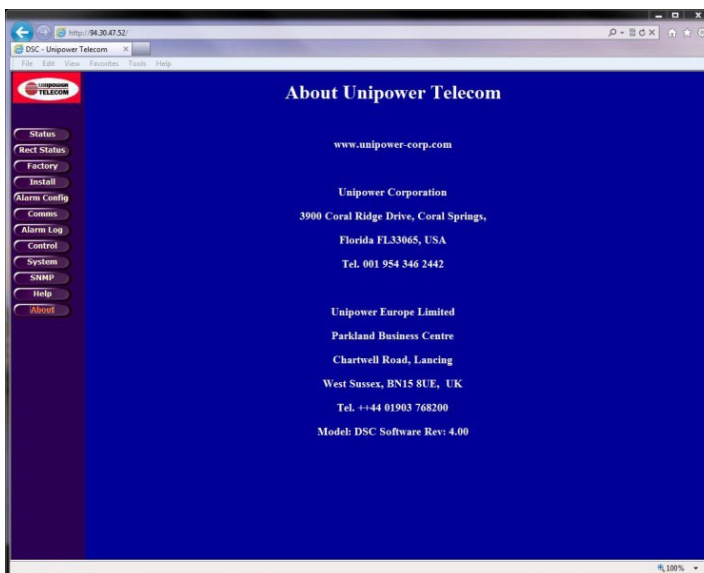 http://94.30.47.52/
DSC - Unipower Telecom
File Edit View Favorites Tools Help
UNIPOWER
TELECOM
Status
Rect Status
Factory
Install
Alarm Config
Comms
Alarm Log
Control
System
SNMP
Help
About
About Unipower Telecom
www.unipower-corp.com
Unipower Corporation
3900 Coral Ridge Drive, Coral Springs,
Florida FL33065, USA
Tel. 001 954 346 2442
Unipower Europe Limited
Parkland Business Centre
Chartwell Road, Lancing
West Sussex, BN15 8UE, UK
Tel. ++44 01903 768200
Model: DSC Software Rev: 4.00
100%